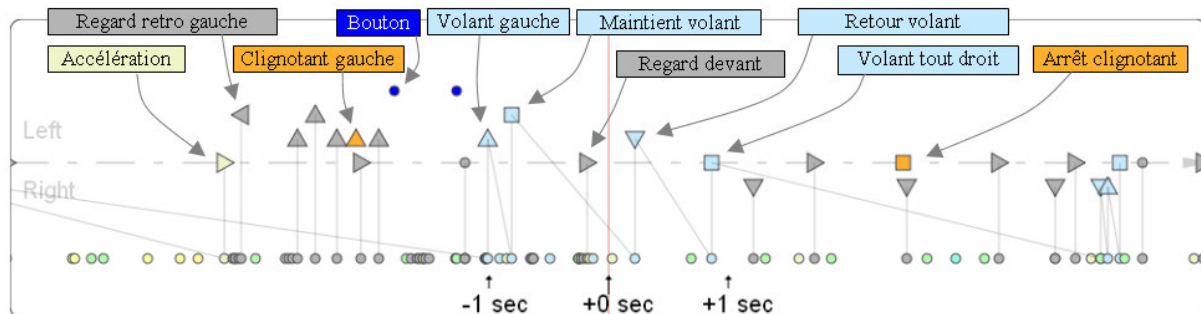 Regard retro gauche
Bouton
Volant gauche
Maintient volant
Retour volant
Accélération
Clignotant gauche
Regard devant
Volant tout droit
Arrêt clignotant
Left
Right
-1 sec
+0 sec
+1 sec